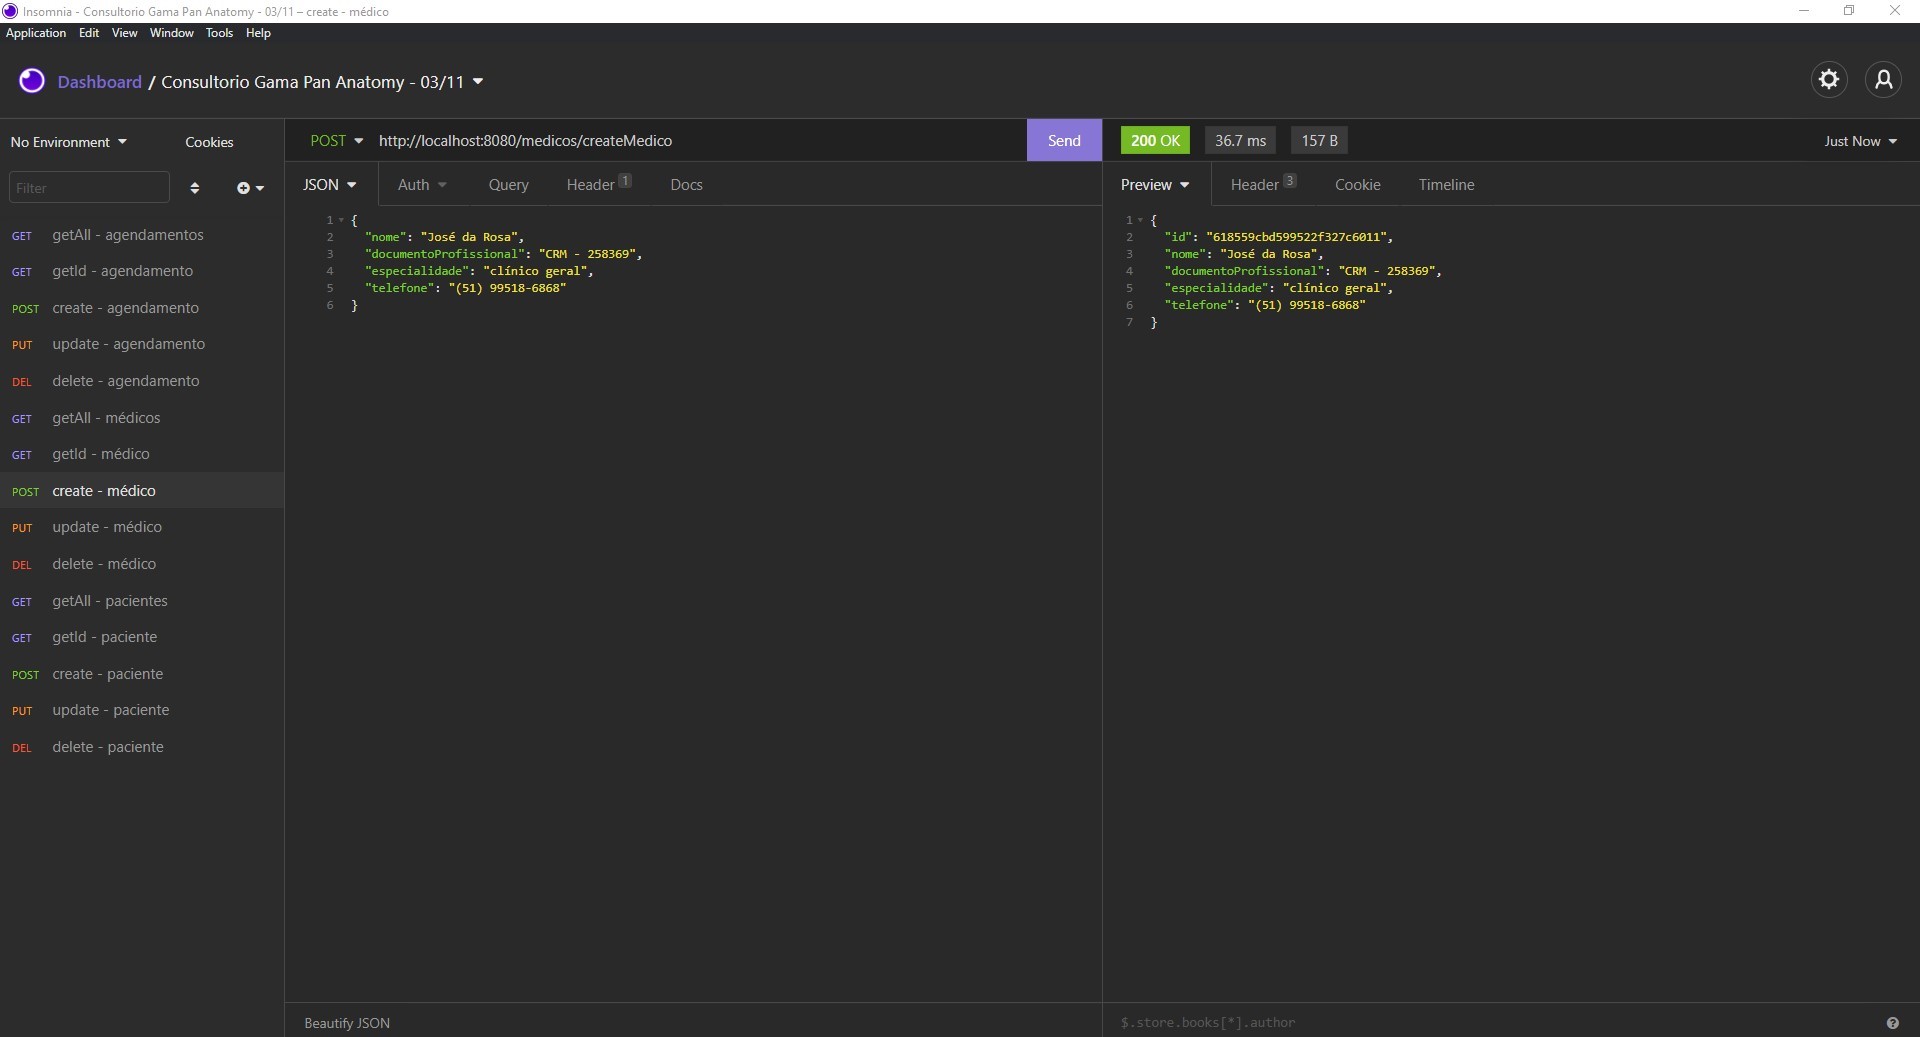 Insomnia - Consultorio Gama Pan Anatomy - 03/11 – create - médico
Application Edit View Window Tools Help
Dashboard / Consultorio Gama Pan Anatomy - 03/11
No Environment Cookies
Filter
GET getAll - agendamentos
GET getId - agendamento
POST create - agendamento
PUT update - agendamento
DEL delete - agendamento
GET getAll - médicos
GET getId - médico
POST create - médico
PUT update - médico
DEL delete - médico
GET getAll - pacientes
GET getId - paciente
POST create - paciente
PUT update - paciente
DEL delete - paciente
POST http://localhost:8080/medicos/createMedico Send
JSON Auth Query Header 1 Docs
1 {
2 "nome": "José da Rosa",
3 "documentoProfissional": "CRM - 258369",
4 "especialidade": "clínico geral",
5 "telefone": "(51) 99518-6868"
6 }
Beautify JSON
200 OK 36.7 ms 157 B Just Now
Preview Header 3 Cookie Timeline
1 {
2 "id": "618559cbd599522f327c6011",
3 "nome": "José da Rosa",
4 "documentoProfissional": "CRM - 258369",
5 "especialidade": "clínico geral",
6 "telefone": "(51) 99518-6868"
7 }
$.store.books[*].author